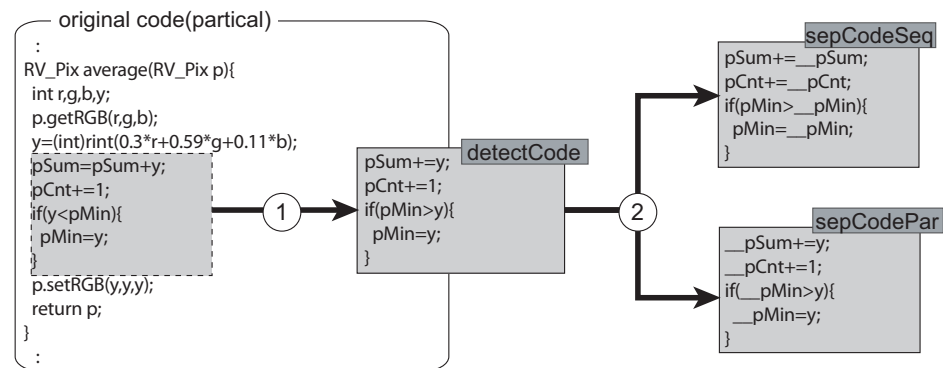 original code(partical)
:
RV_Pix average(RV_Pix p){
int r,g,b,y;
p.getRGB(r,g,b);
y=(int)rint(0.3*r+0.59*g+0.11*b);
pSum=pSum+y;
pCnt+=1;
if(y<pMin){
pMin=y;
}
p.setRGB(y,y,y);
return p;
}
:
1
detectCode
pSum+=y;
pCnt+=1;
if(pMin>y){
pMin=y;
}
2
sepCodeSeq
pSum+=__pSum;
pCnt+=__pCnt;
if(pMin>__pMin){
pMin=__pMin;
}
sepCodePar
__pSum+=y;
__pCnt+=1;
if(__pMin>y){
__pMin=y;
}